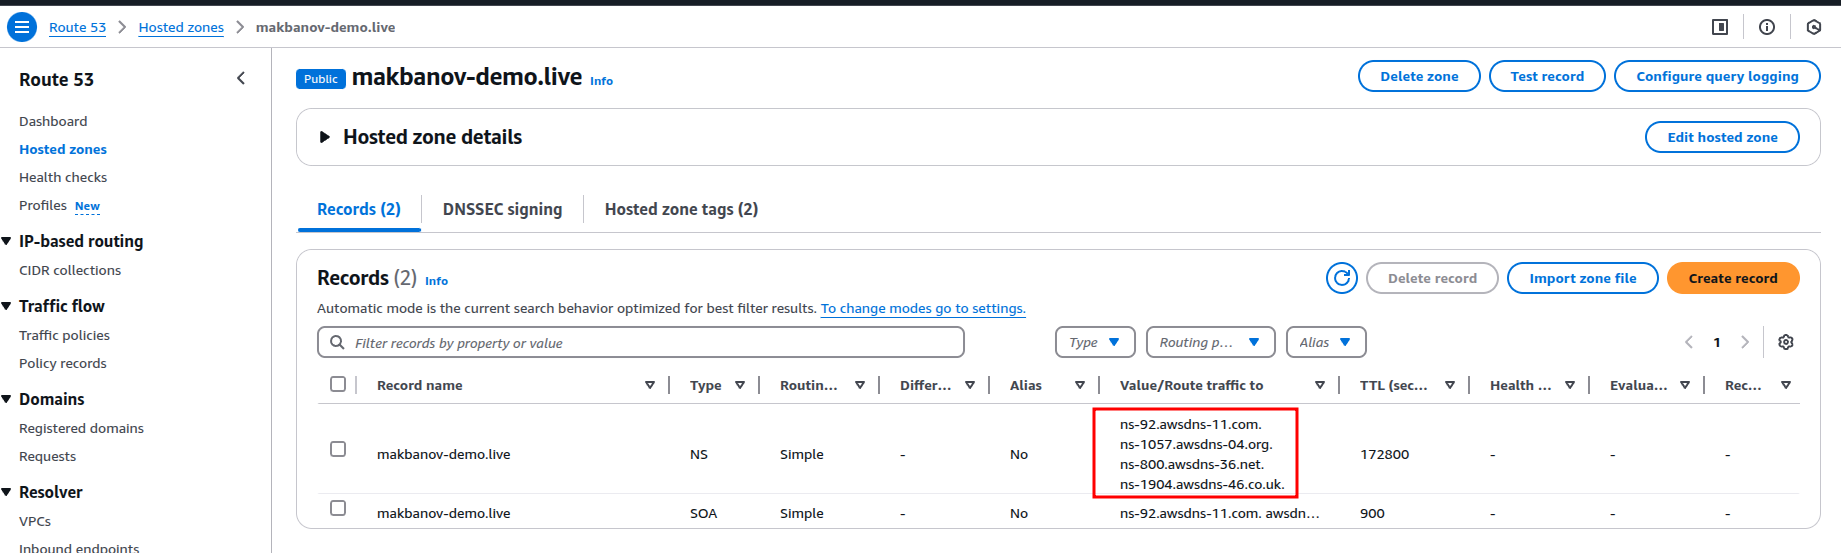 Route 53 > Hosted zones > makbanov-demo.live
Route 53
Dashboard
Hosted zones
Health checks
Profiles New
IP-based routing
CIDR collections
Traffic flow
Traffic policies
Policy records
Domains
Registered domains
Requests
Resolver
VPCs
Inbound endpoints
Public makbanov-demo.live Info
Delete zone Test record Configure query logging
Hosted zone details Edit hosted zone
Records (2) DNSSEC signing Hosted zone tags (2)
Records (2) Info
Delete record Import zone file Create record
Automatic mode is the current search behavior optimized for best filter results. To change modes go to settings.
Filter records by property or value Type Routing p... Alias 1
Record name Type Routin... Differ... Alias Value/Route traffic to TTL (sec... Health ... Evalua... Rec...
ns-92.awsdns-11.com.
ns-1057.awsdns-04.org.
makbanov-demo.live NS Simple - No 172800 - - -
ns-800.awsdns-36.net.
ns-1904.awsdns-46.co.uk.
makbanov-demo.live SOA Simple - No ns-92.awsdns-11.com. awsdn... 900 - - -